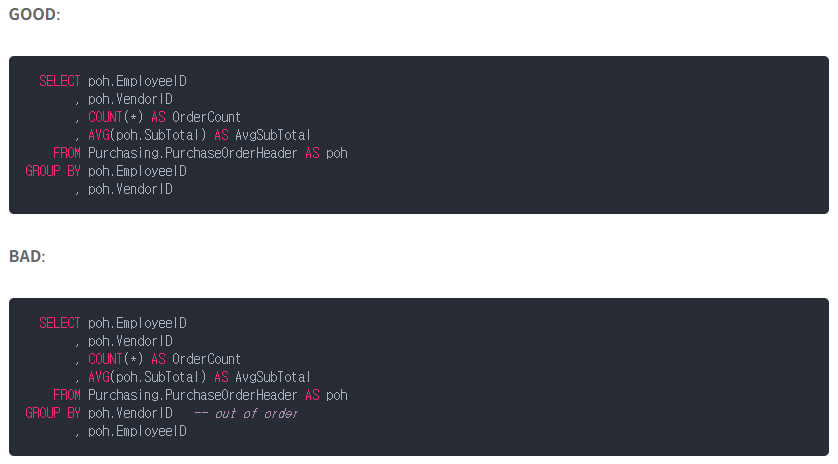 GOOD:
SELECT poh.EmployeeID
, poh.VendorID
, COUNT(*) AS OrderCount
, AVG(poh.SubTotal) AS AvgSubTotal
FROM Purchasing.PurchaseOrderHeader AS poh
GROUP BY poh.EmployeeID
, poh.VendorID
BAD:
SELECT poh.EmployeeID
, poh.VendorID
, COUNT(*) AS OrderCount
, AVG(poh.SubTotal) AS AvgSubTotal
FROM Purchasing.PurchaseOrderHeader AS poh
GROUP BY poh.VendorID -- out of order
, poh.EmployeeID